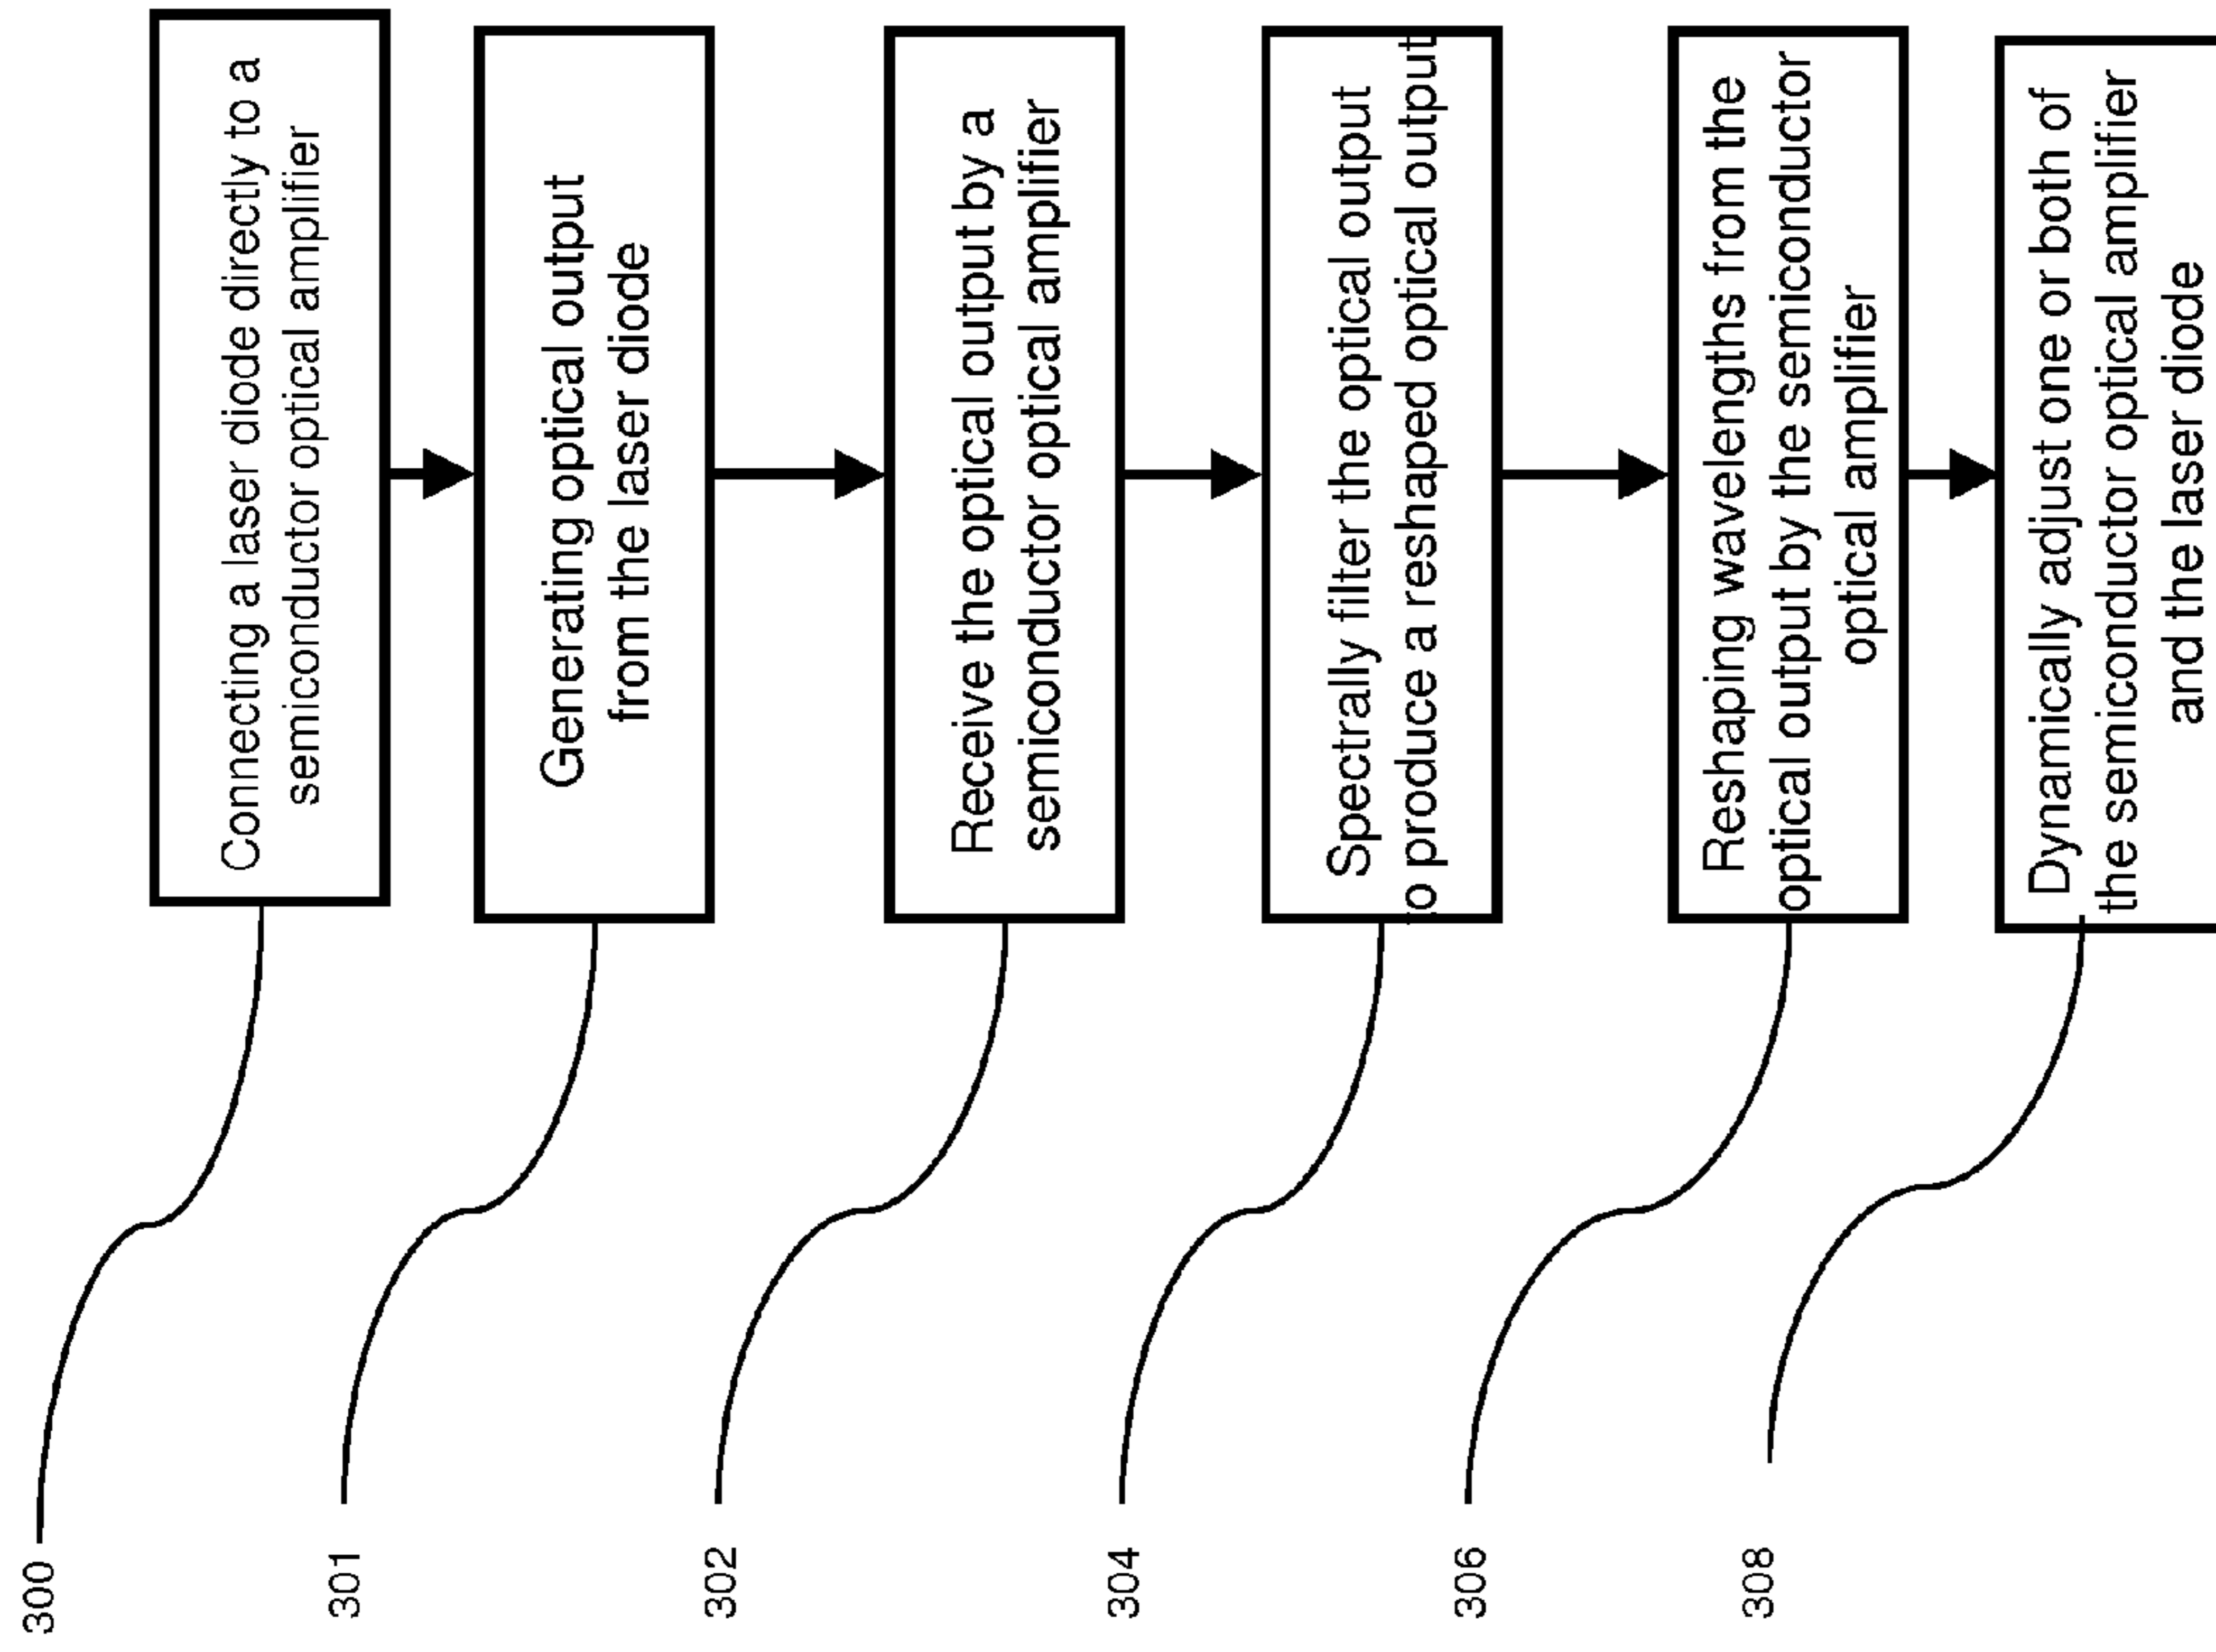 300
Connecting a laser diode directly to a
semiconductor optical amplifier
301
Generating optical output
from the laser diode
302
Receive the optical output by a
semiconductor optical amplifier
304
Spectrally filter the optical output
to produce a reshaped optical output
306
Reshaping wavelengths from the
optical output by the semiconductor
optical amplifier
308
Dynamically adjust one or both of
the semiconductor optical amplifier
and the laser diode